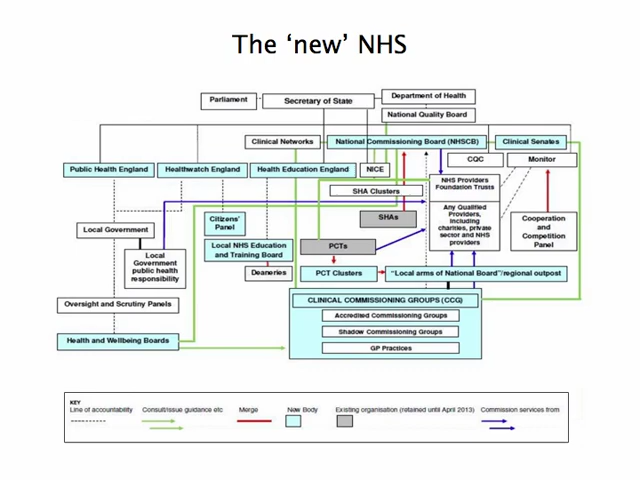 The ‘new’ NHS
Parliament
Secretary of State
Department of Health
National Quality Board
Clinical Networks
National Commissioning Board (NHSCB)
Clinical Senates
CQC
Monitor
Public Health England
Healthwatch England
Health Education England
NICE
NHS Providers
Foundation Trusts
SHA Clusters
SHAs
Any Qualified
Providers,
including
charities, private
sector and NHS
providers
Cooperation
and
Competition
Panel
Citizens'
Panel
Local Government
Local
Government
public health
responsibility
Local NHS Education
and Training Board
PCTs
Deaneries
PCT Clusters
“Local arms of National Board”/regional outpost
Oversight and Scrutiny Panels
CLINICAL COMMISSIONING GROUPS (CCG)
Accredited Commissioning Groups
Shadow Commissioning Groups
GP Practices
Health and Wellbeing Boards
KEY
Line of accountability
Consult/issue guidance etc
Merge
New Body
Existing organisation (retained until April 2013)
Commission services from